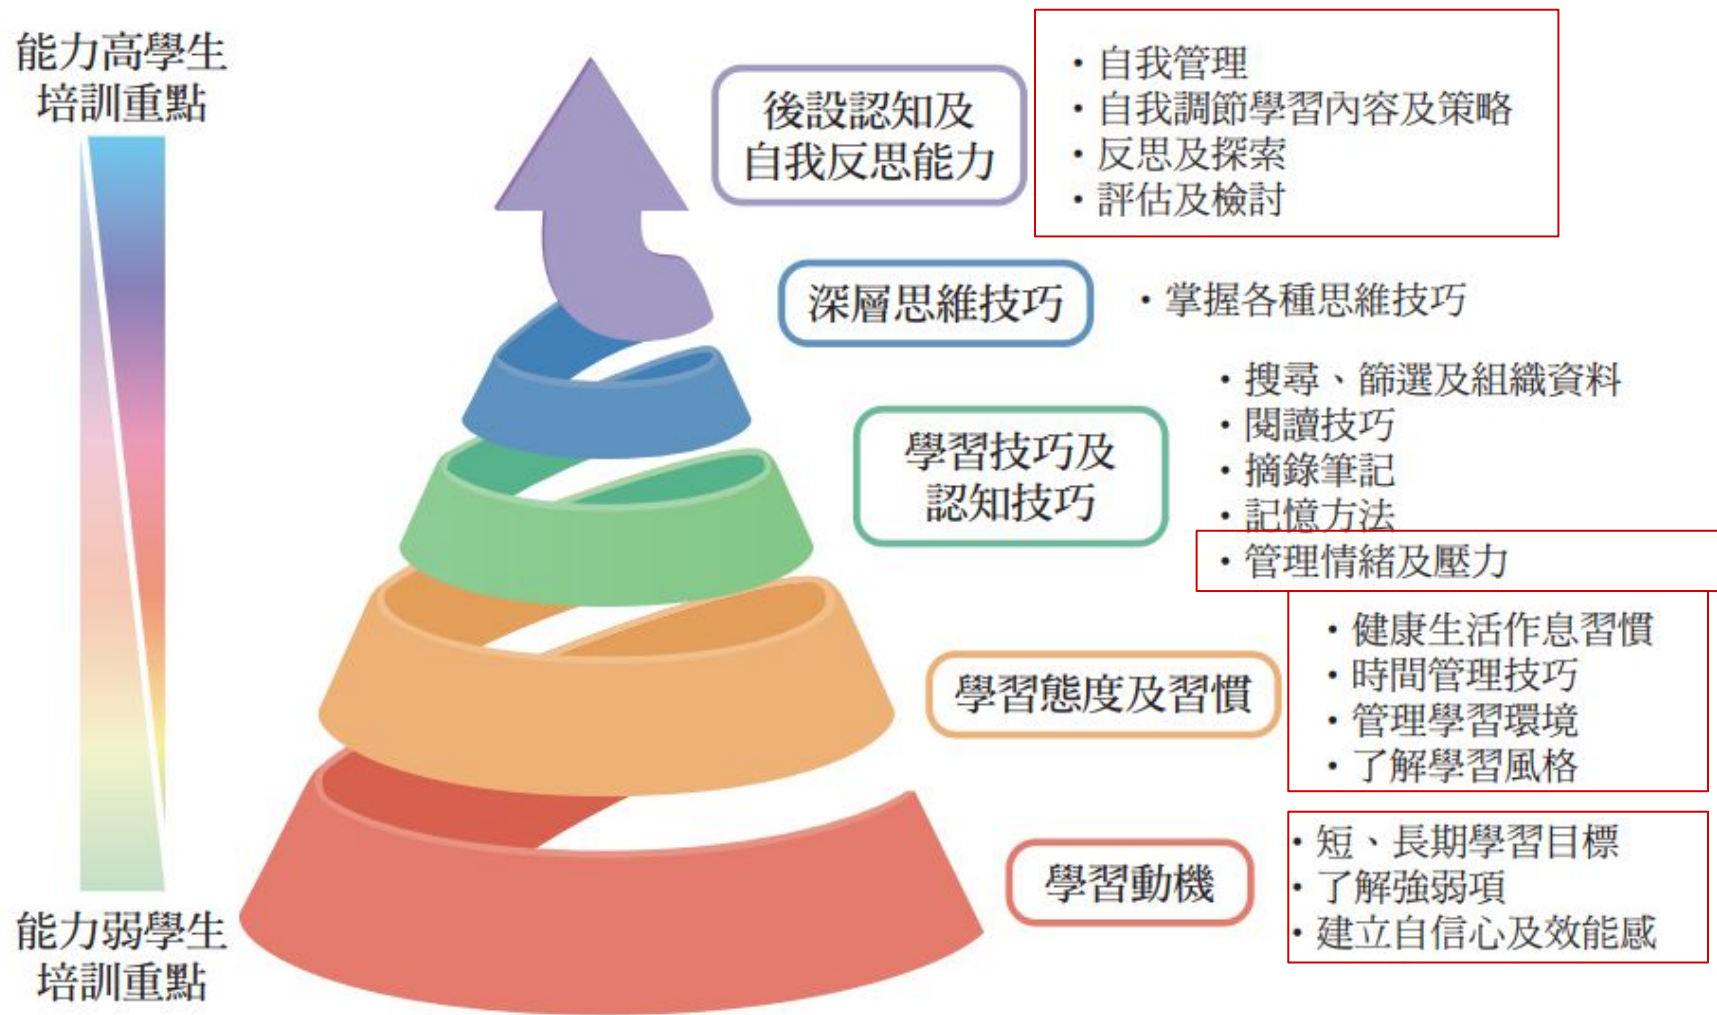 能力高學生
培訓重點
後設認知及
自我反思能力
・自我管理
・自我調節學習內容及策略
・反思及探索
・評估及檢討
深層思維技巧
・掌握各種思維技巧
學習技巧及
認知技巧
・搜尋、篩選及組織資料
・閱讀技巧
・摘錄筆記
・記憶方法
・管理情緒及壓力
學習態度及習慣
・健康生活作息習慣
・時間管理技巧
・管理學習環境
・了解學習風格
學習動機
・短、長期學習目標
・了解強弱項
・建立自信心及效能感
能力弱學生
培訓重點